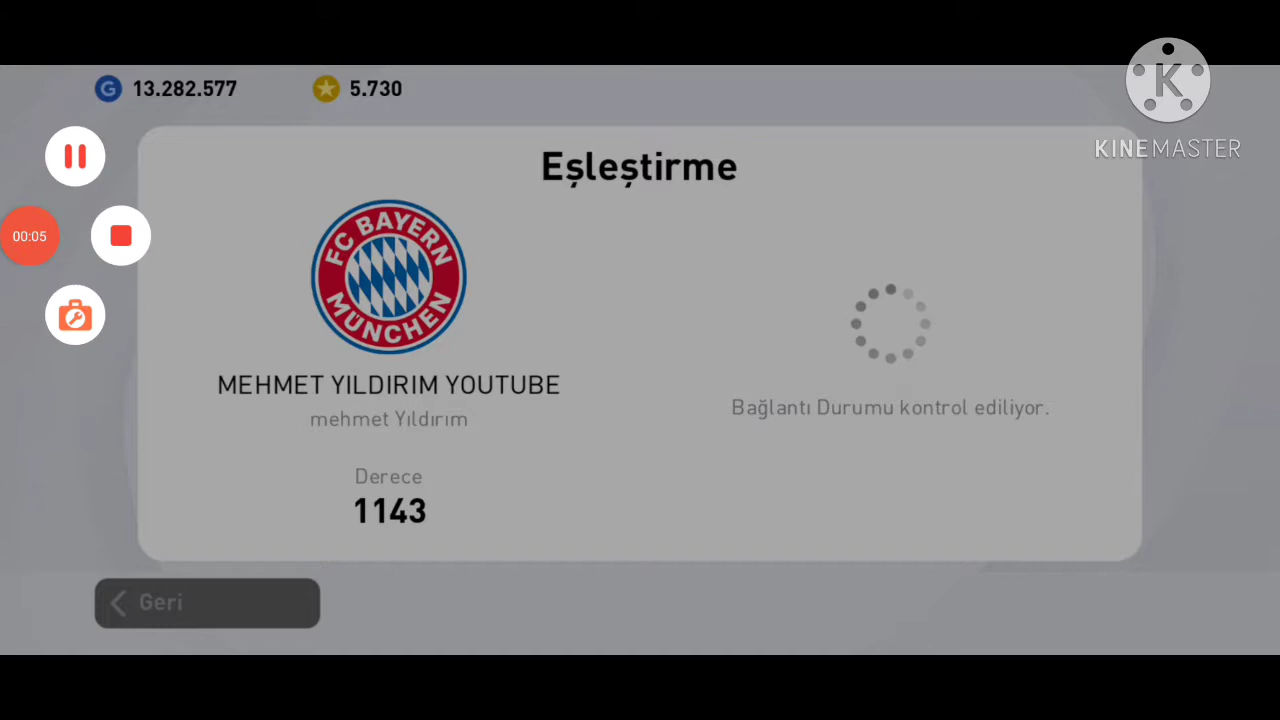 13.282.577
5.730
K
KINEMASTER
Eşleştirme
00:05
FC BAYERN
MÜNCHEN
MEHMET YILDIRIM YOUTUBE
mehmet Yıldırım
Bağlantı Durumu kontrol ediliyor.
Derece
1143
Geri